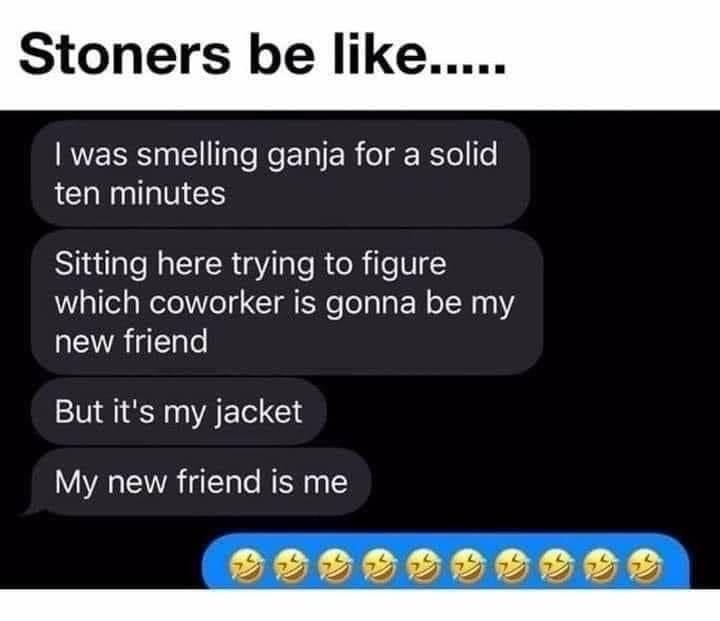 Stoners be like.....
I was smelling ganja for a solid
ten minutes
Sitting here trying to figure
which coworker is gonna be my
new friend
But it's my jacket
My new friend is me
🤣🤣🤣🤣🤣🤣🤣🤣🤣🤣